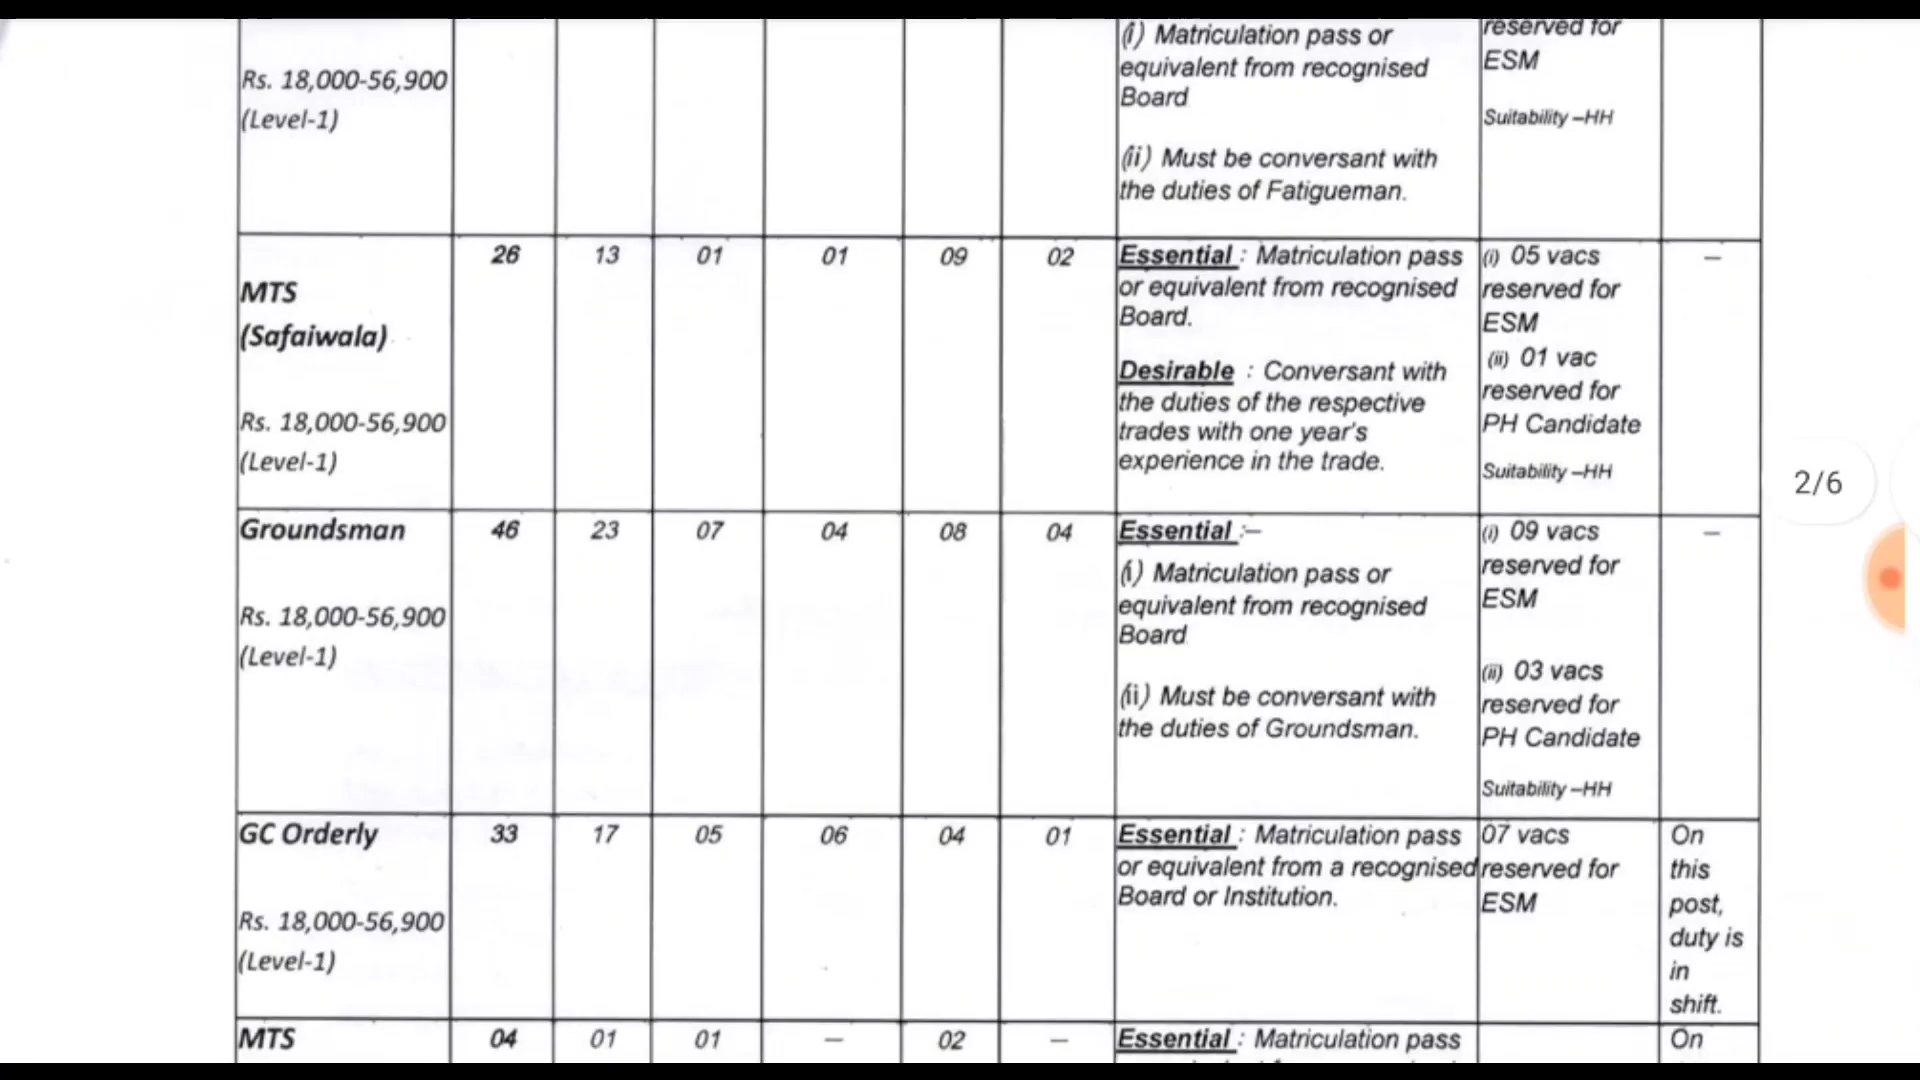 (i) Matriculation pass or
equivalent from recognised
Board
(ii) Must be conversant with
the duties of Fatigueman.
reserved for
ESM
Suitability –HH
Rs. 18,000-56,900
(Level-1)
MTS
(Safaiwala)
Rs. 18,000-56,900
(Level-1)
26 13 01 01 09 02
Essential : Matriculation pass
or equivalent from recognised
Board.
Desirable : Conversant with
the duties of the respective
trades with one year's
experience in the trade.
(i) 05 vacs
reserved for
ESM
(ii) 01 vac
reserved for
PH Candidate
Suitability –HH
–
Groundsman
Rs. 18,000-56,900
(Level-1)
46 23 07 04 08 04
Essential :–
(i) Matriculation pass or
equivalent from recognised
Board
(ii) Must be conversant with
the duties of Groundsman.
(i) 09 vacs
reserved for
ESM
(ii) 03 vacs
reserved for
PH Candidate
Suitability –HH
–
GC Orderly
Rs. 18,000-56,900
(Level-1)
33 17 05 06 04 01
Essential : Matriculation pass
or equivalent from a recognised
Board or Institution.
07 vacs
reserved for
ESM
On
this
post,
duty is
in
shift.
MTS 04 01 01 – 02 –
Essential : Matriculation pass
On
2/6